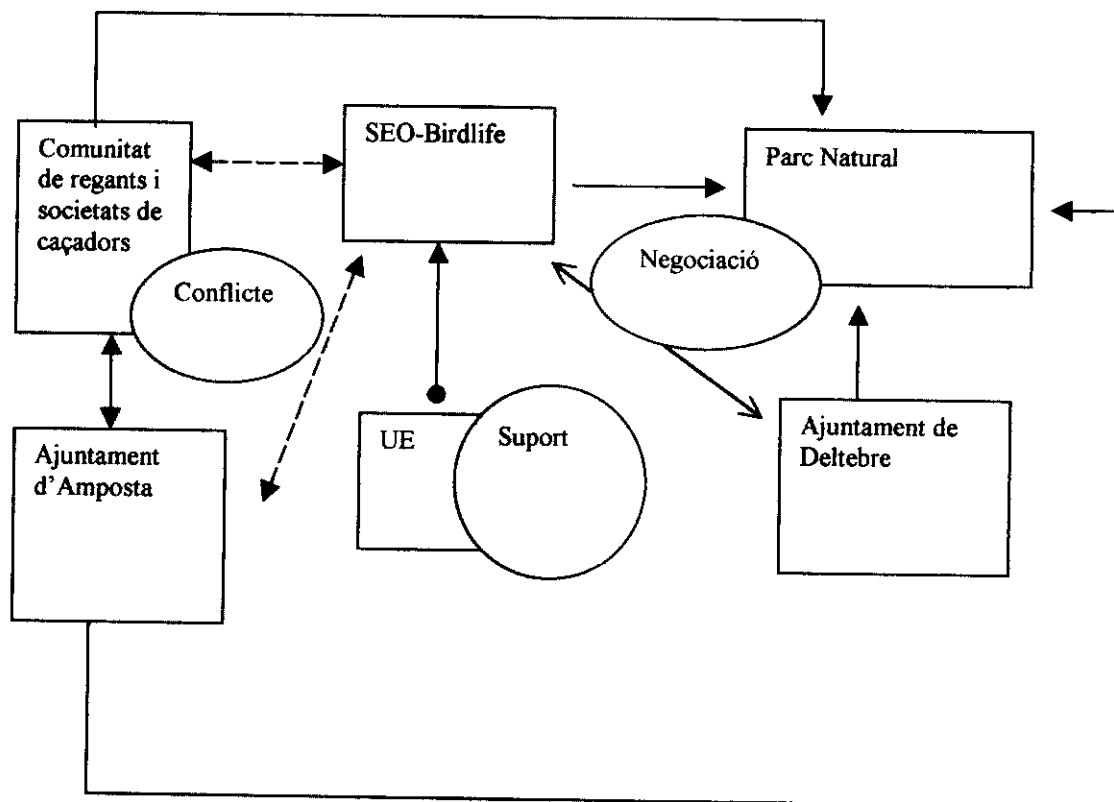 Comunitat
de regants i
societats de
caçadors
SEO-Birdlife
Parc Natural
Conflicte
Negociació
Ajuntament
d'Amposta
UE
Suport
Ajuntament de
Deltebre